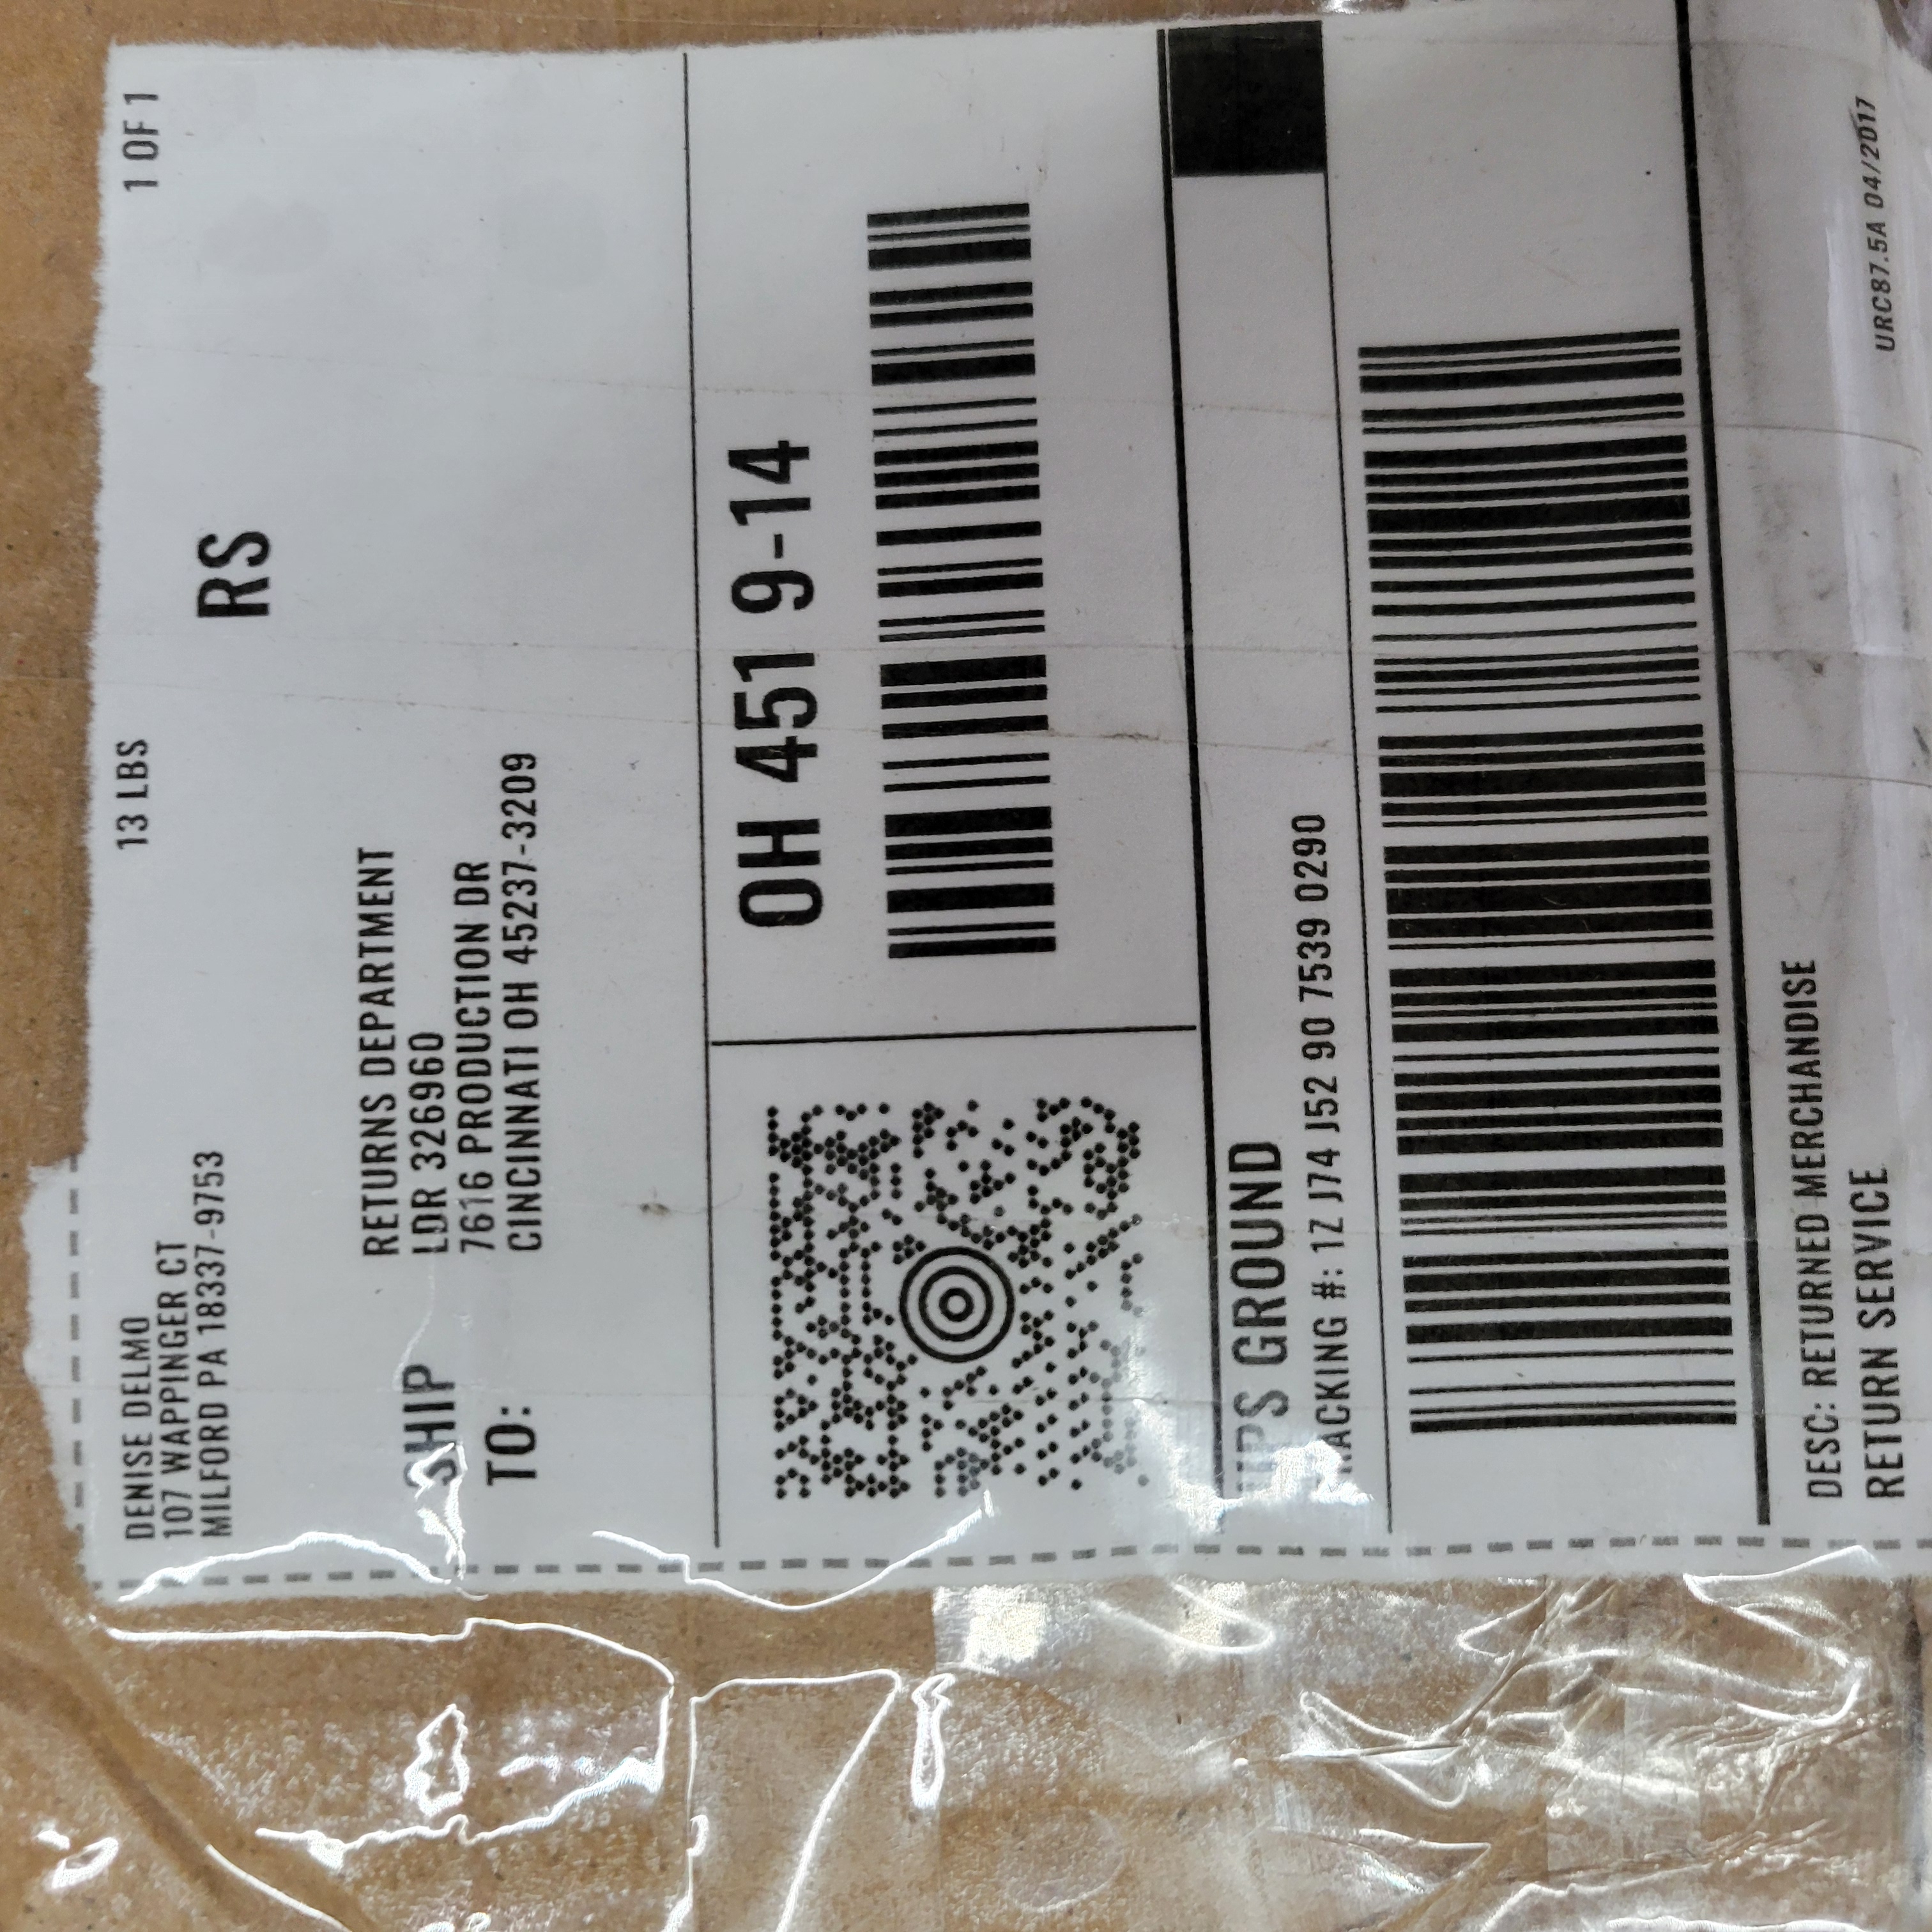 DENISE DELMO
107 WAPPINGER CT
MILFORD PA 18337-9753
13 LBS
1 OF 1
RS
SHIP
TO:
RETURNS DEPARTMENT
LDR 326960
7616 PRODUCTION DR
CINCINNATI OH 45237-3209
OH 451 9-14
UPS GROUND
TRACKING #: 1Z J74 J52 90 7539 0290
DESC: RETURNED MERCHANDISE
RETURN SERVICE
URC87.5A 04/2017